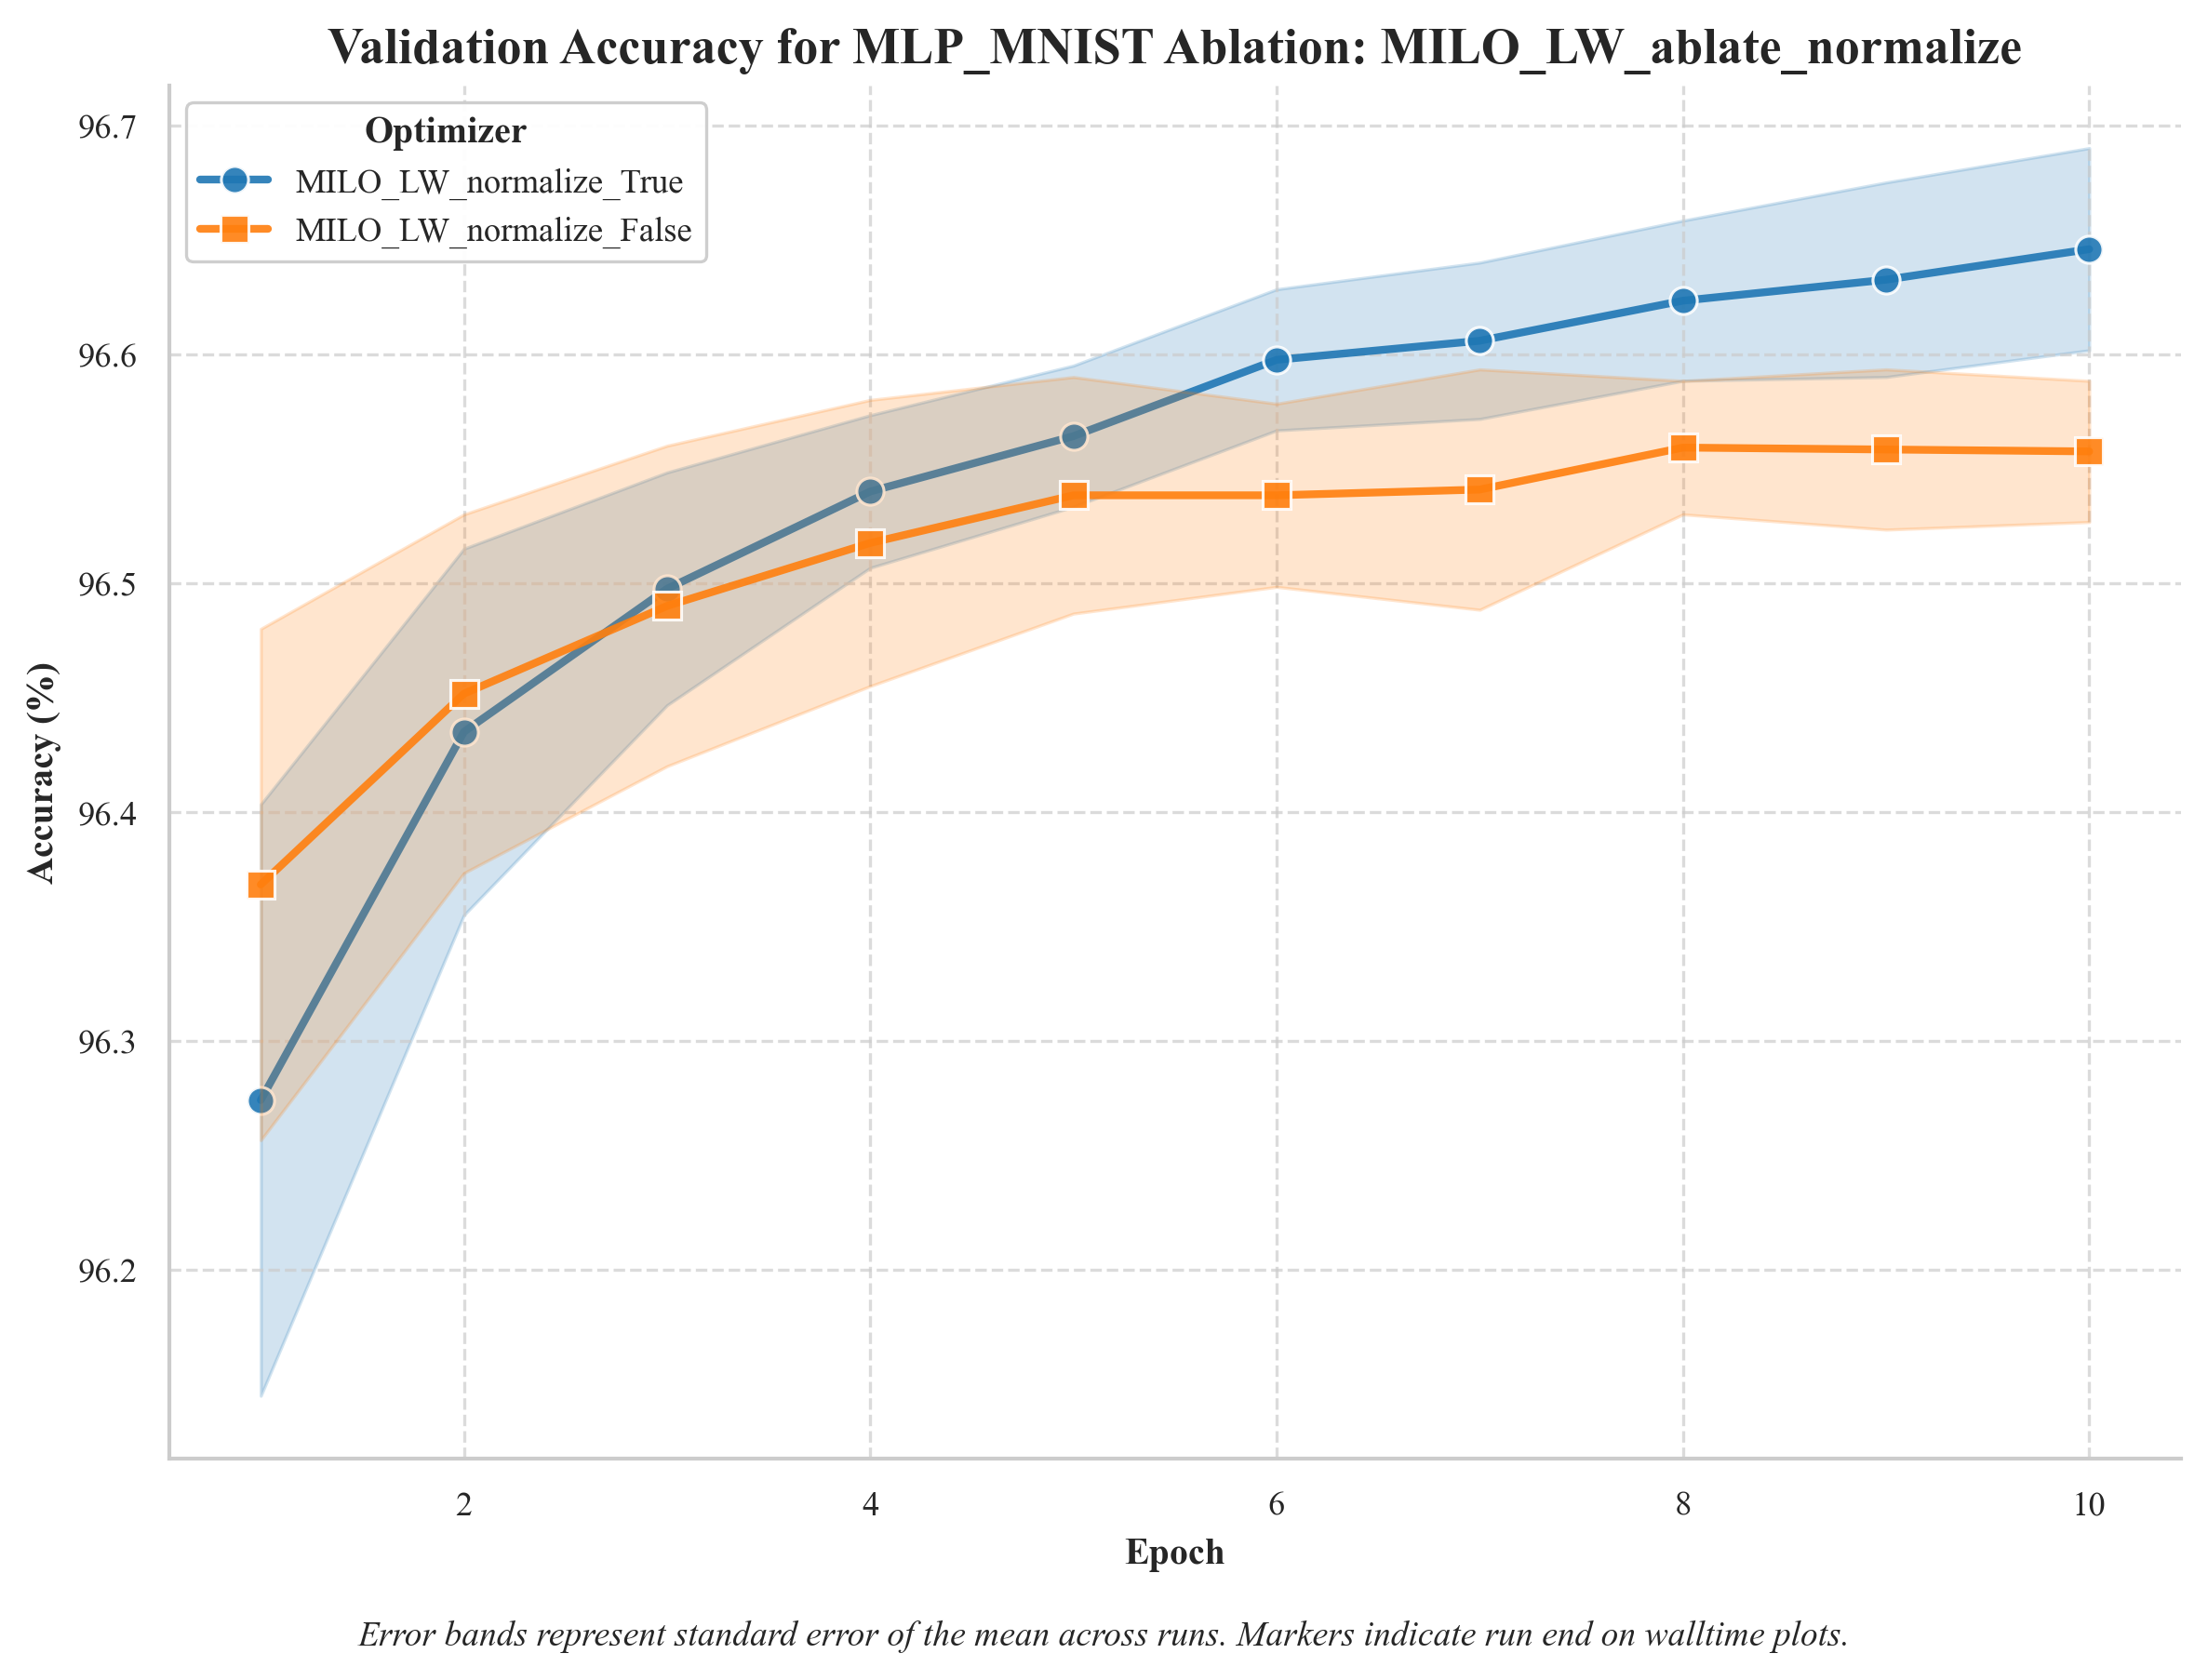 Validation Accuracy for MLP_MNIST Ablation: MILO_LW_ablate_normalize
Optimizer
MILO_LW_normalize_True
MILO_LW_normalize_False
96.7
96.6
96.5
96.4
96.3
96.2
Accuracy (%)
2 4 6 8 10
Epoch
Error bands represent standard error of the mean across runs. Markers indicate run end on walltime plots.